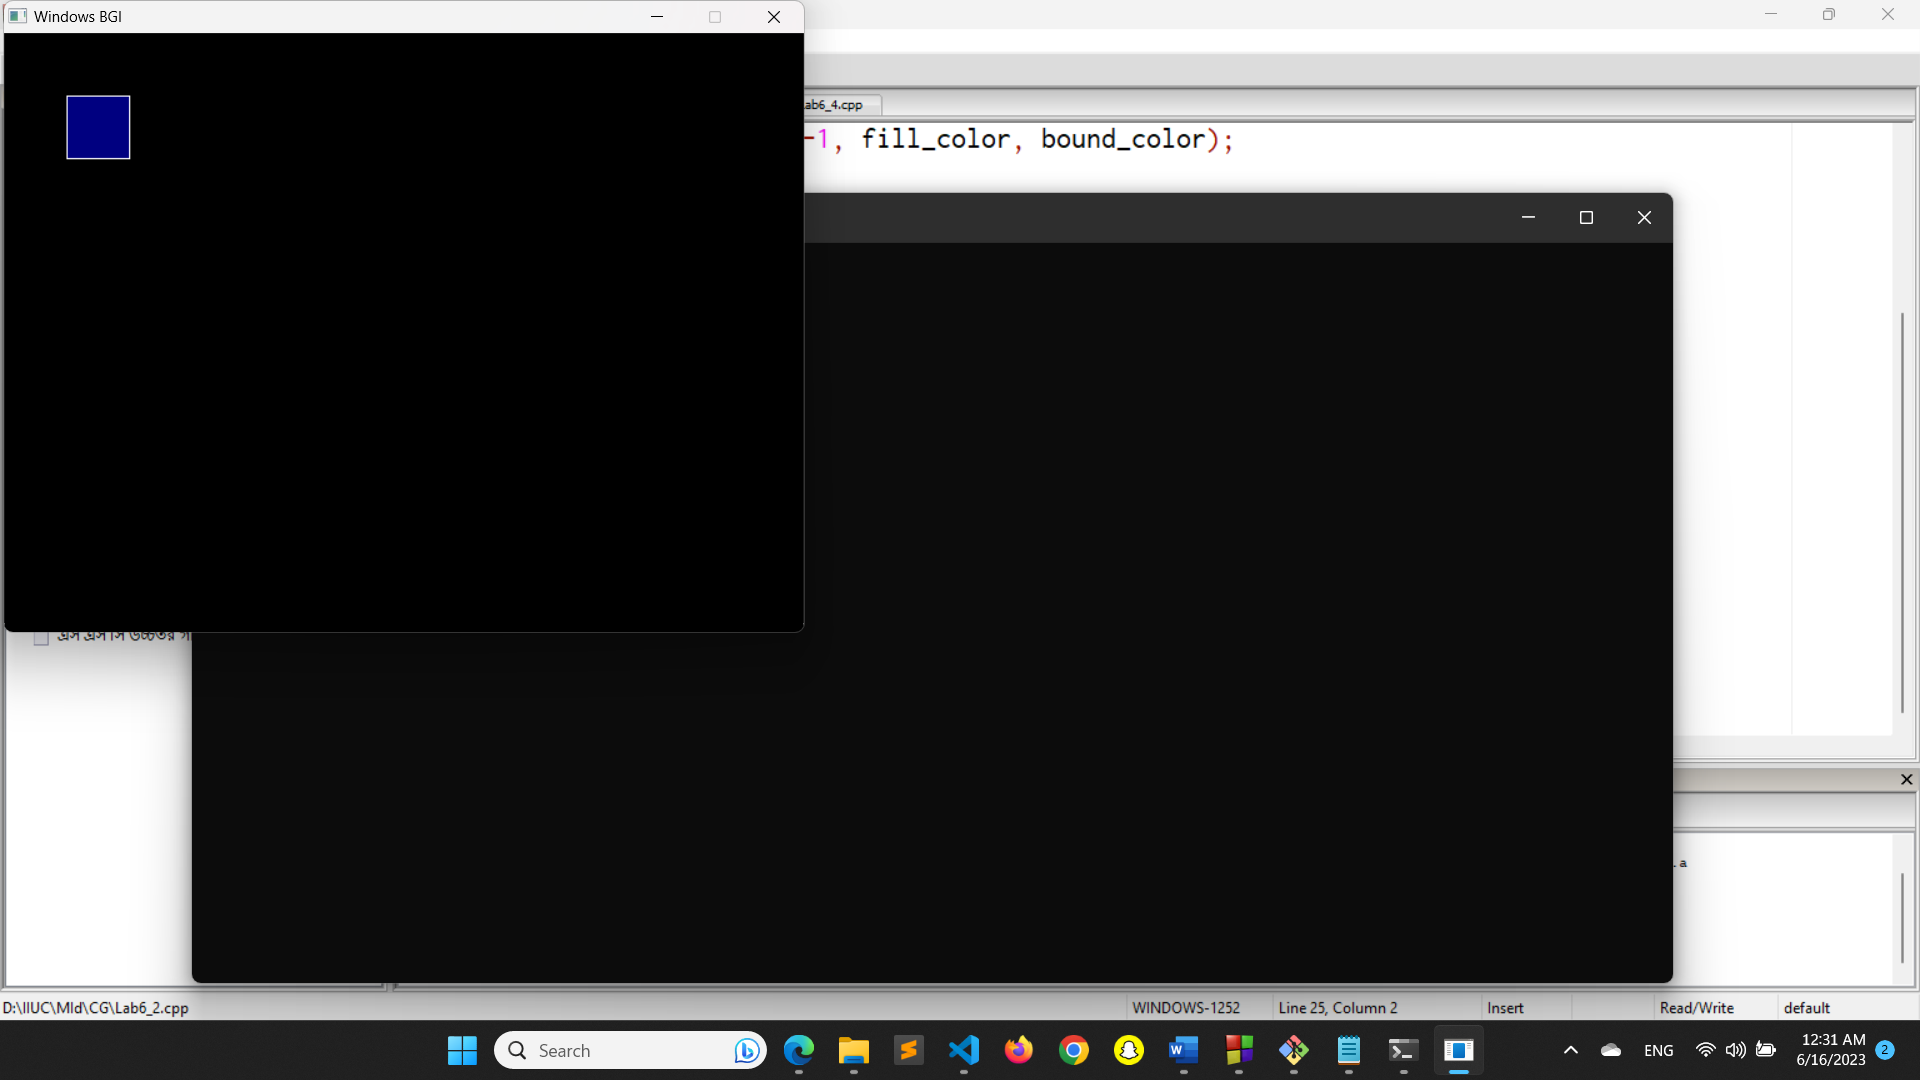 Windows BGI
ab6_4.cpp
-1, fill_color, bound_color);
a
D:\IIUC\Mld\CG\Lab6_2.cpp
WINDOWS-1252
Line 25, Column 2
Insert
Read/Write
default
Search
ENG
12:31 AM
6/16/2023
2